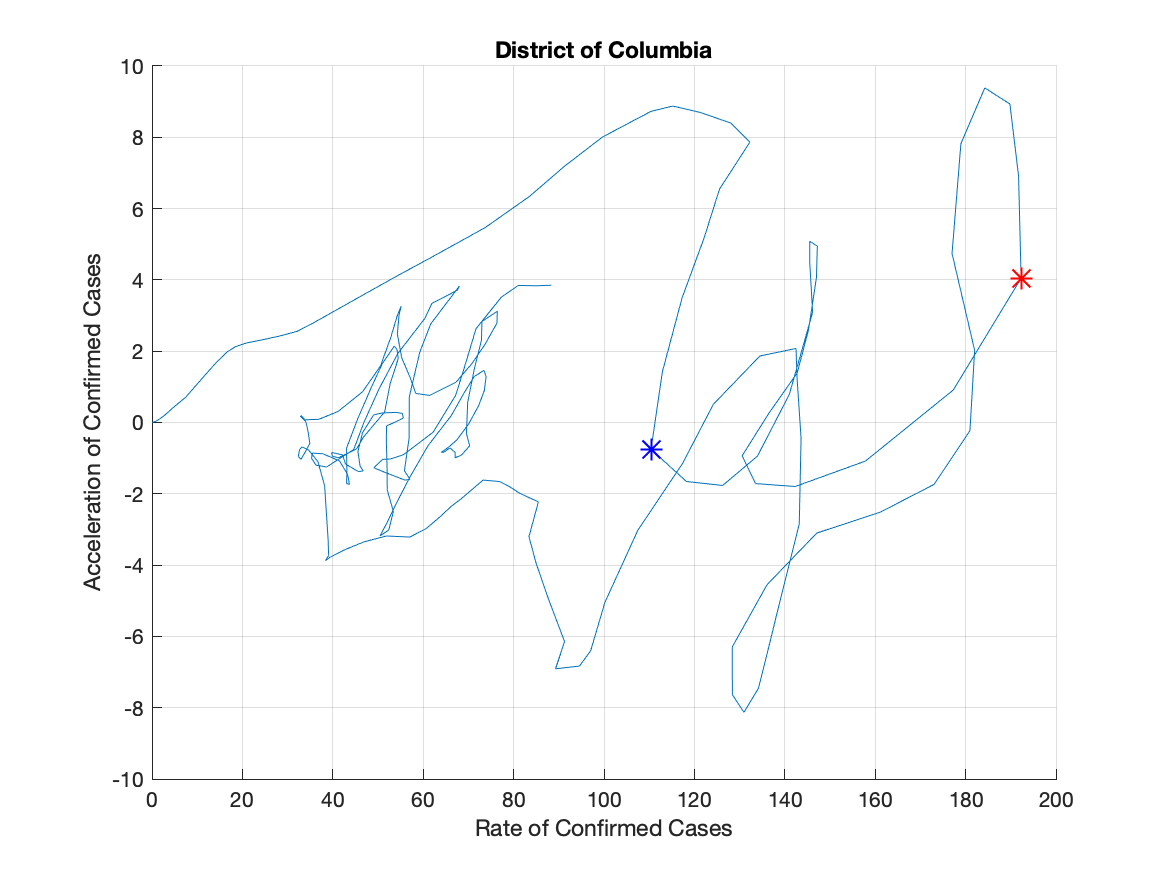 District of Columbia
10
8
6
4
2
0
-2
-4
-6
-8
-10
Acceleration of Confirmed Cases
0 20 40 60 80 100 120 140 160 180 200
Rate of Confirmed Cases